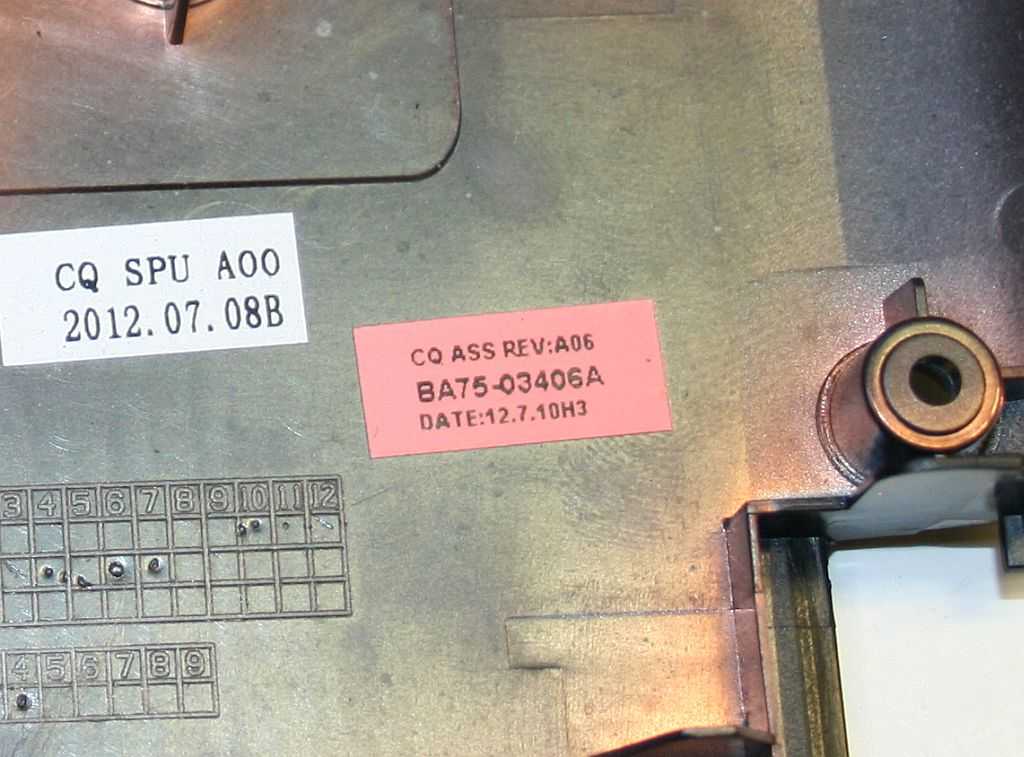 CQ SPU A00
2012.07.08B
CQ ASS REV:A06
BA75-03406A
DATE:12.7.10H3
3 4 5 6 7 8 9 10 11 12
4 5 6 7 8 9